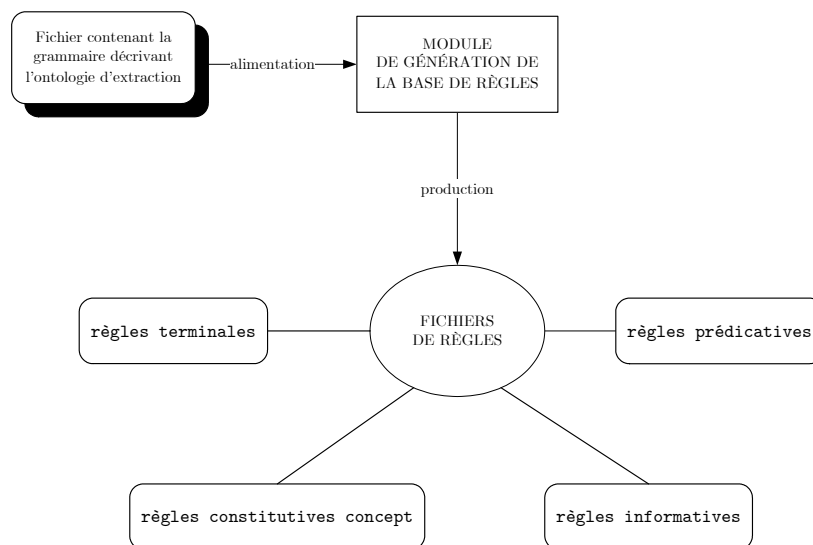 Fichier contenant la
grammaire décrivant
l'ontologie d'extraction
alimentation
MODULE
DE GÉNÉRATION DE
LA BASE DE RÈGLES
production
FICHIERS
DE RÈGLES
règles terminales
règles prédicatives
règles constitutives concept
règles informatives